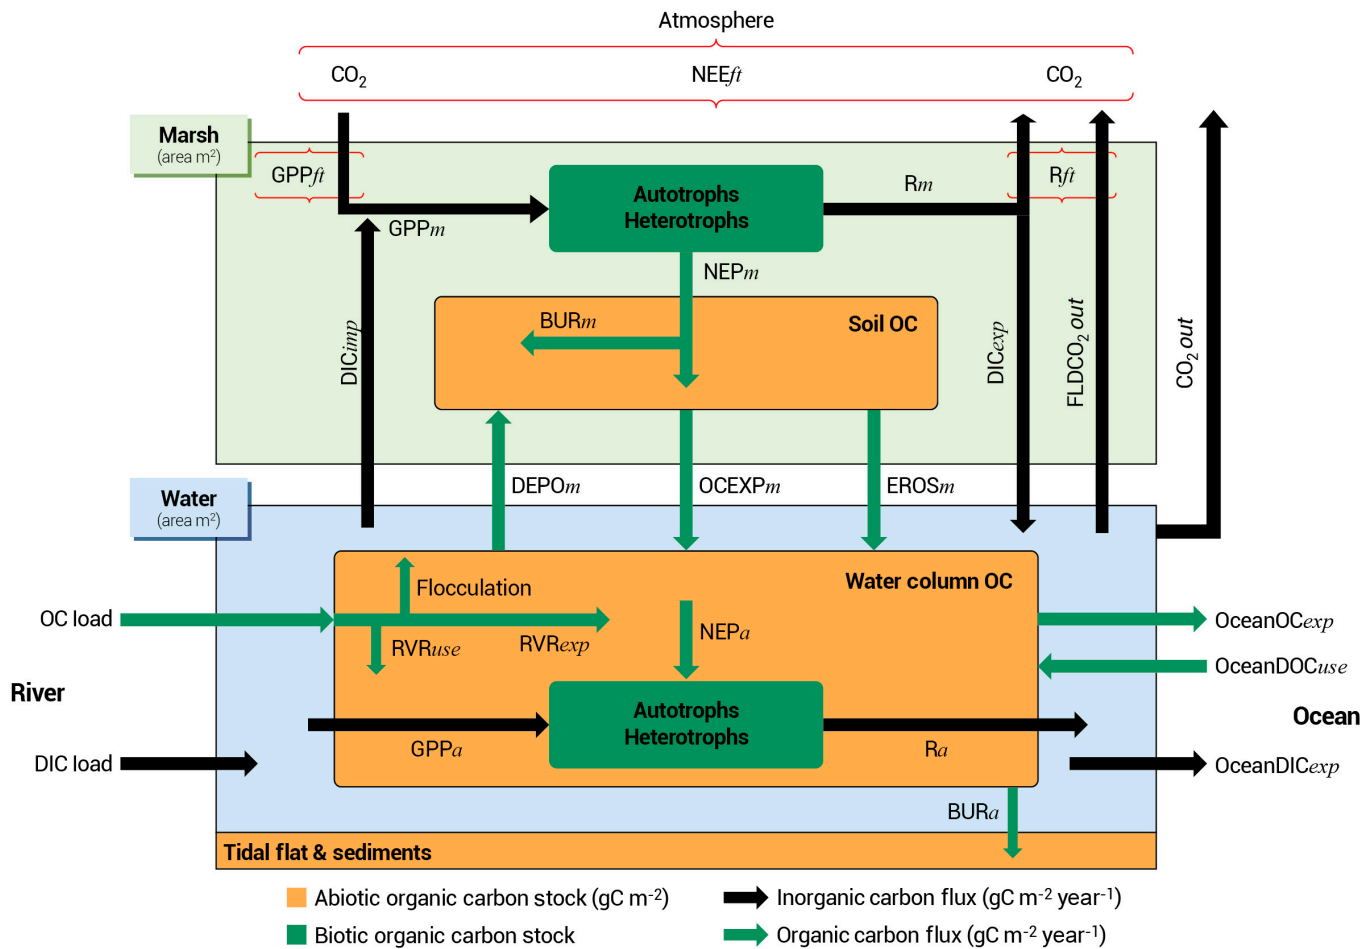 Atmosphere
CO2 NEEft CO2
Marsh
(area m2)
GPPft
Autotrophs
Heterotrophs
Rm
Rft
GPPm
NEPm
BURm
Soil OC
DICimp
DICexp
FLDCO2 out
CO2 out
DEPOm
OCEXPm
EROSm
Water
(area m2)
Water column OC
Flocculation
OC load
RVRuse
RVRexp
NEPa
OceanOCexp
OceanDOCuse
River
Autotrophs
Heterotrophs
Ocean
GPPa
Ra
DIC load
OceanDICexp
BURa
Tidal flat & sediments
Abiotic organic carbon stock (gC m-2)
Inorganic carbon flux (gC m-2 year-1)
Biotic organic carbon stock
Organic carbon flux (gC m-2 year-1)